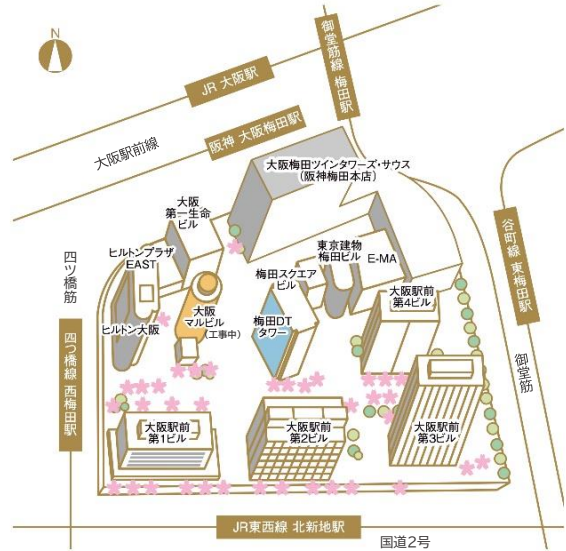 N
JR 大阪駅
御堂筋線 梅田駅
阪神 大阪梅田駅
大阪駅前線
大阪梅田ツインタワーズ・サウス
(阪神梅田本店)
大阪
第一生命
ビル
ヒルトンプラザ
EAST
東京建物
梅田ビル
E-MA
梅田スクエア
ビル
大阪駅前
第4ビル
谷町線 東梅田駅
四ツ橋筋
ヒルトン大阪
大阪
マルビル
(工事中)
梅田DT
タワー
四つ橋線 西梅田駅
御堂筋
大阪駅前
第1ビル
大阪駅前
第2ビル
大阪駅前
第3ビル
JR東西線 北新地駅
国道2号